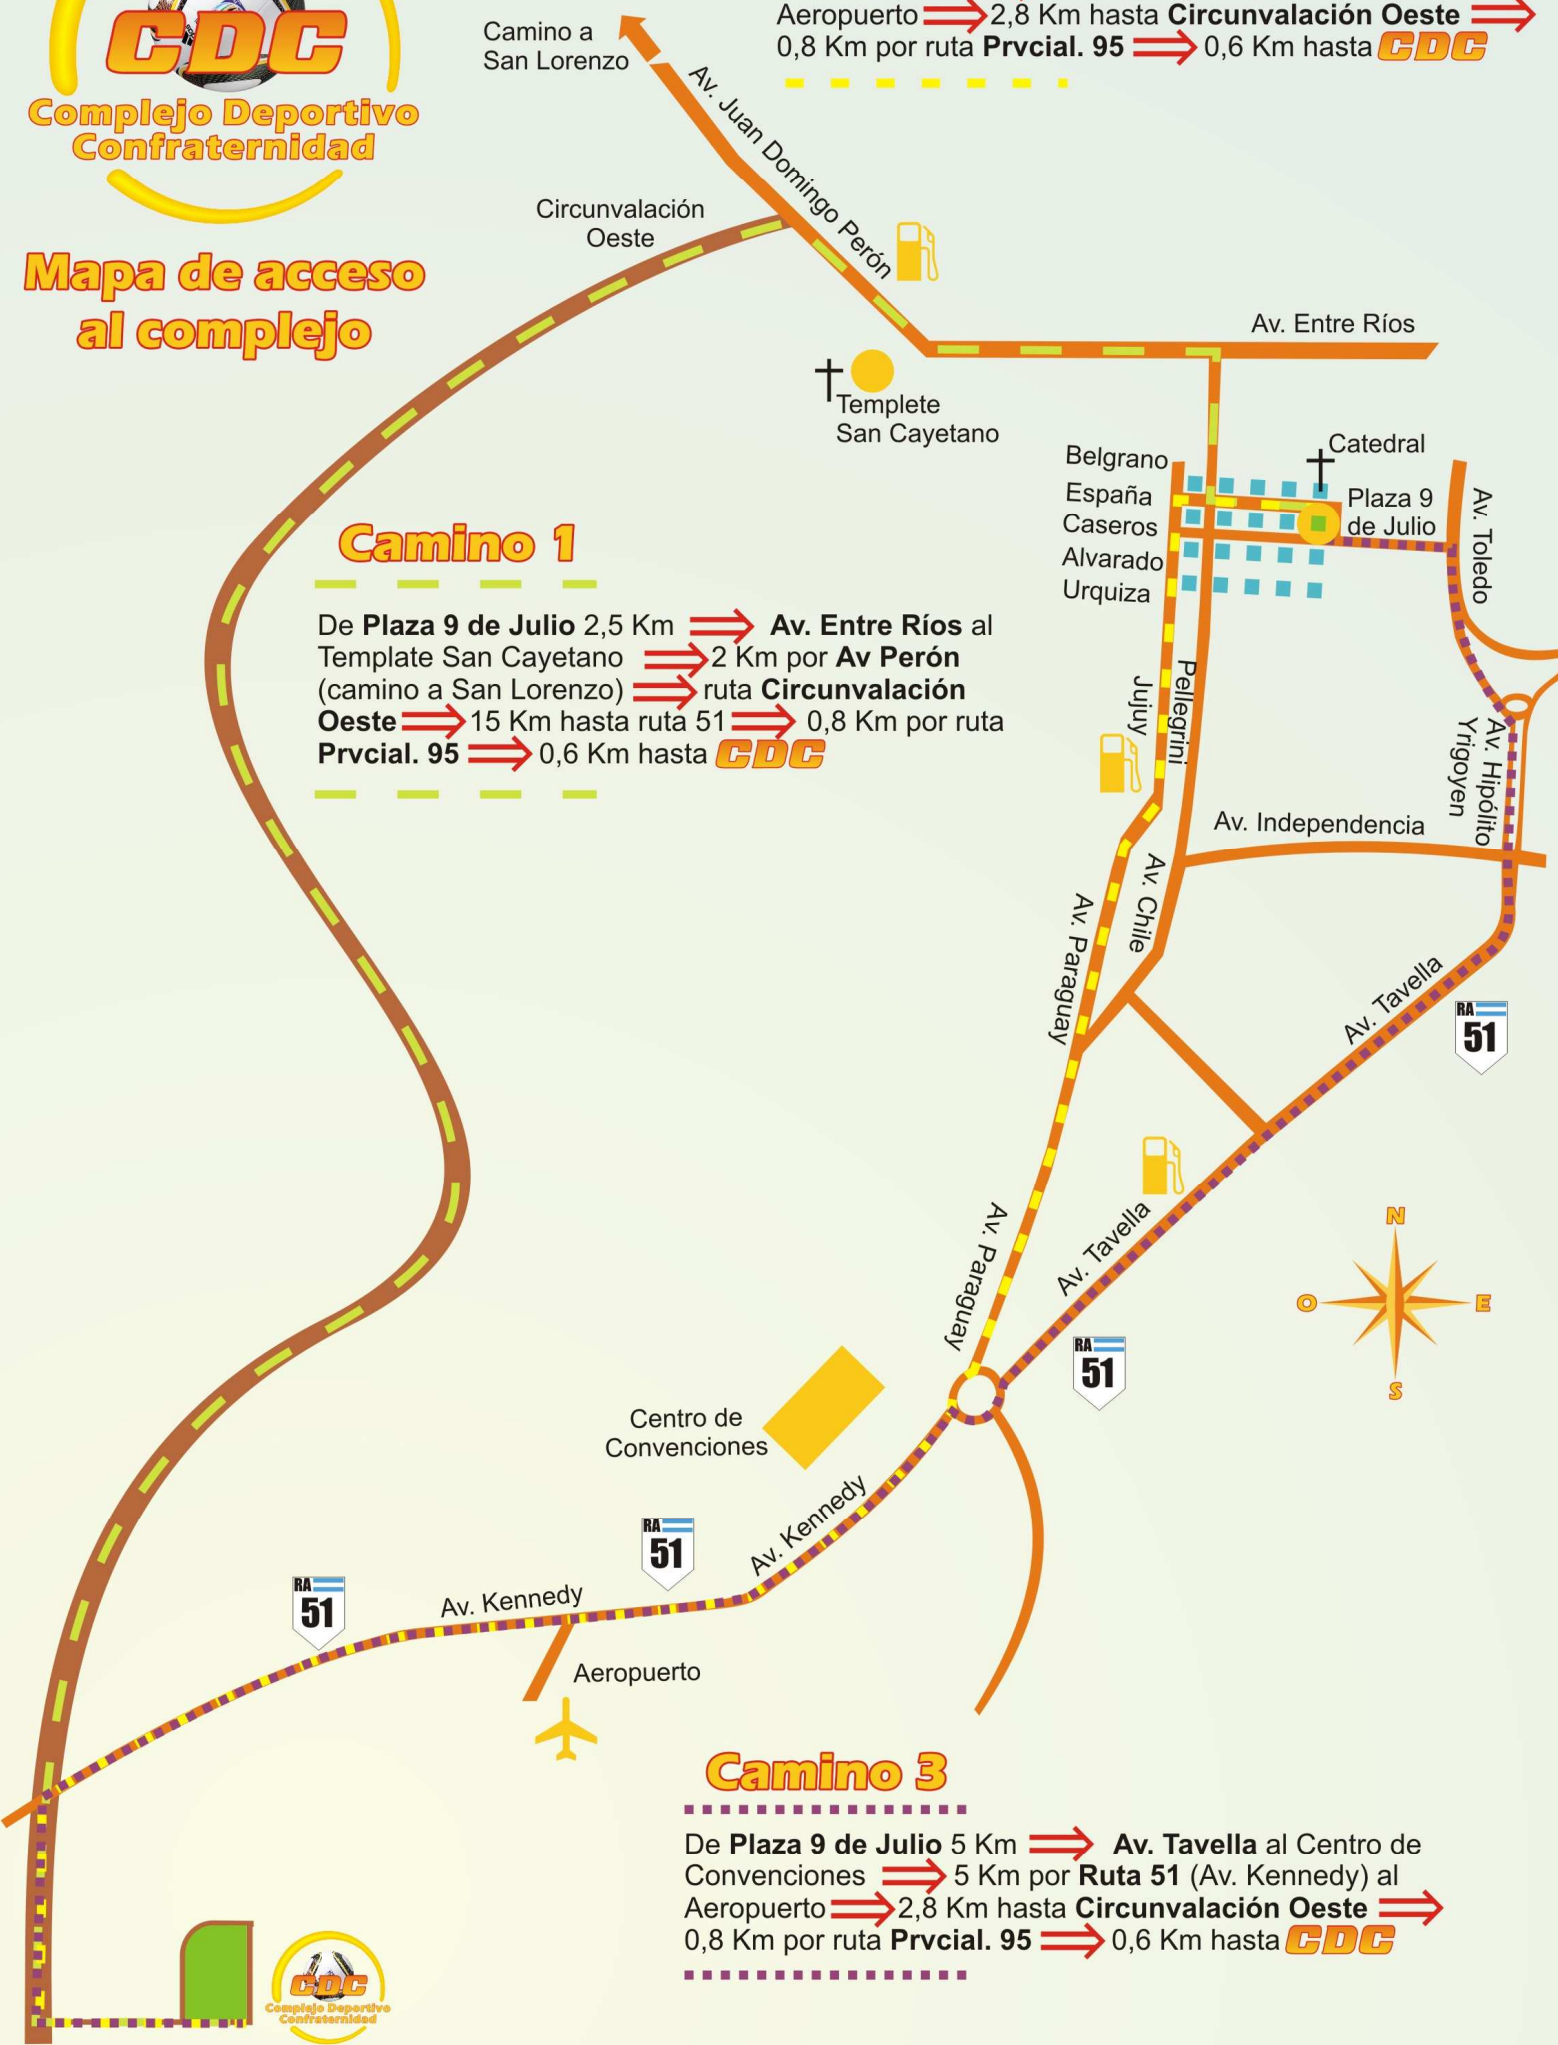 CDC
Complejo Deportivo
Confraternidad
Mapa de acceso
al complejo
Aeropuerto 2,8 Km hasta Circunvalación Oeste
0,8 Km por ruta Prvcial. 95 0,6 Km hasta CDC
Camino a
San Lorenzo
Av. Juan Domíngo Perón
Circunvalación
Oeste
Av. Entre Ríos
Templete
San Cayetano
Catedral
Belgrano
España
Caseros
Alvarado
Urquiza
Plaza 9
de Julio
Av. Toledo
Camino 1
De Plaza 9 de Julio 2,5 Km Av. Entre Ríos al
Template San Cayetano 2 Km por Av Perón
(camino a San Lorenzo) ruta Circunvalación
Oeste 15 Km hasta ruta 51 0,8 Km por ruta
Prvcial. 95 0,6 Km hasta CDC
Jujuy
Pellegrini
Av. Hipólito
Yrigoyen
Av. Independencia
Av. Chile
Av. Paraguay
Av. Tavella
RA
51
Av. Paraguay
Av. Tavella
RA
51
N
O
E
S
Centro de
Convenciones
Av. Kennedy
RA
51
Av. Kennedy
RA
51
Aeropuerto
Camino 3
De Plaza 9 de Julio 5 Km Av. Tavella al Centro de
Convenciones 5 Km por Ruta 51 (Av. Kennedy) al
Aeropuerto 2,8 Km hasta Circunvalación Oeste
0,8 Km por ruta Prvcial. 95 0,6 Km hasta CDC
CDC
Complejo Deportivo
Confraternidad